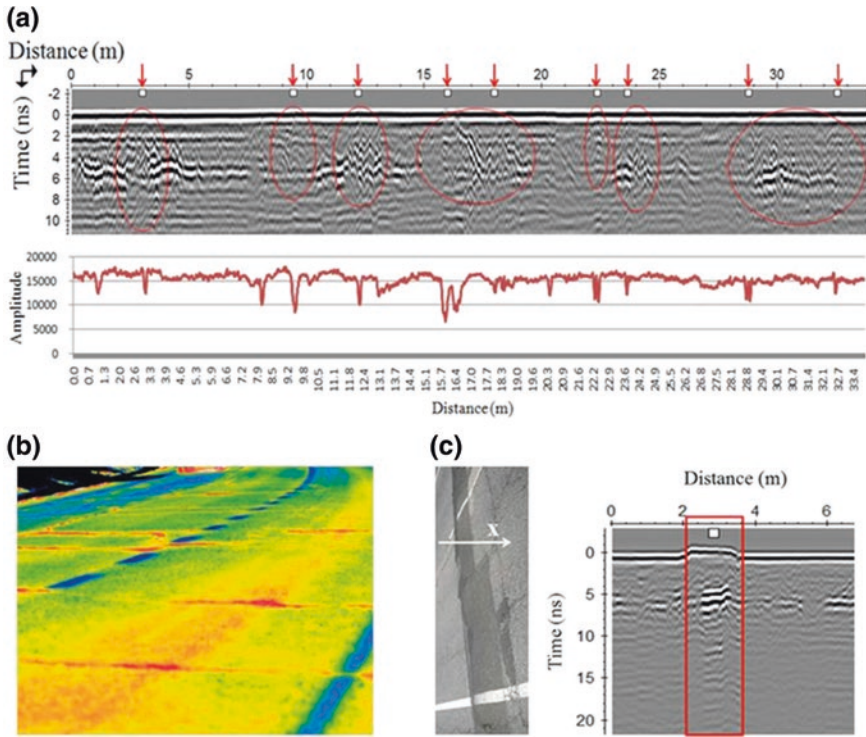 (a)
Distance (m)
0 5 10 15 20 25 30
Time (ns)
-2
0
2
4
6
8
10
Amplitude
20000
15000
10000
5000
0
0.0 0.7 1.3 2.0 2.6 3.3 3.9 4.6 5.3 5.9 6.6 7.2 7.9 8.5 9.2 9.8 10.5 11.1 11.8 12.4 13.1 13.7 14.4 15.1 15.7 16.4 17.0 17.7 18.3 19.0 19.6 20.3 20.9 21.6 22.2 22.9 23.6 24.2 24.9 25.5 26.2 26.8 27.5 28.1 28.8 29.4 30.1 30.7 31.4 32.1 32.7 33.4
Distance (m)
(b)
(c)
X
Distance (m)
0 2 4 6
Time (ns)
0
5
10
15
20